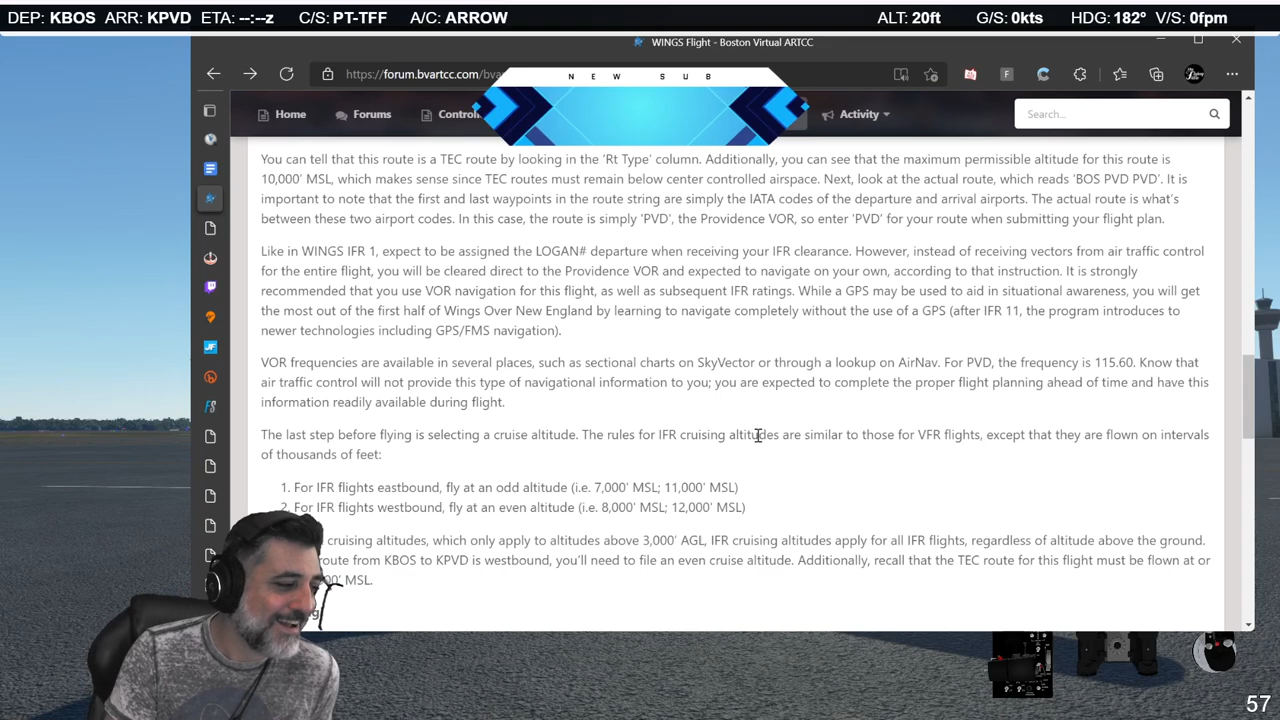 DEP: KBOS ARR: KPVD ETA: --:--z C/S: PT-TFF A/C: ARROW ALT: 20ft G/S: 0kts HDG: 182° V/S: 0fpm
WINGS Flight - Boston Virtual ARTCC
https://forum.bvartcc.com/bva
NEW SUB
Home Forums Control Activity Search...
You can tell that this route is a TEC route by looking in the 'Rt Type' column. Additionally, you can see that the maximum permissible altitude for this route is
10,000' MSL, which makes sense since TEC routes must remain below center controlled airspace. Next, look at the actual route, which reads 'BOS PVD PVD'. It is
important to note that the first and last waypoints in the route string are simply the IATA codes of the departure and arrival airports. The actual route is what's
between these two airport codes. In this case, the route is simply 'PVD', the Providence VOR, so enter 'PVD' for your route when submitting your flight plan.
Like in WINGS IFR 1, expect to be assigned the LOGAN# departure when receiving your IFR clearance. However, instead of receiving vectors from air traffic control
for the entire flight, you will be cleared direct to the Providence VOR and expected to navigate on your own, according to that instruction. It is strongly
recommended that you use VOR navigation for this flight, as well as subsequent IFR ratings. While a GPS may be used to aid in situational awareness, you will get
the most out of the first half of Wings Over New England by learning to navigate completely without the use of a GPS (after IFR 11, the program introduces to
newer technologies including GPS/FMS navigation).
VOR frequencies are available in several places, such as sectional charts on SkyVector or through a lookup on AirNav. For PVD, the frequency is 115.60. Know that
air traffic control will not provide this type of navigational information to you; you are expected to complete the proper flight planning ahead of time and have this
information readily available during flight.
The last step before flying is selecting a cruise altitude. The rules for IFR cruising altitudes are similar to those for VFR flights, except that they are flown on intervals
of thousands of feet:
1. For IFR flights eastbound, fly at an odd altitude (i.e. 7,000' MSL; 11,000' MSL)
2. For IFR flights westbound, fly at an even altitude (i.e. 8,000' MSL; 12,000' MSL)
cruising altitudes, which only apply to altitudes above 3,000' AGL, IFR cruising altitudes apply for all IFR flights, regardless of altitude above the ground.
route from KBOS to KPVD is westbound, you'll need to file an even cruise altitude. Additionally, recall that the TEC route for this flight must be flown at or
MSL.
57